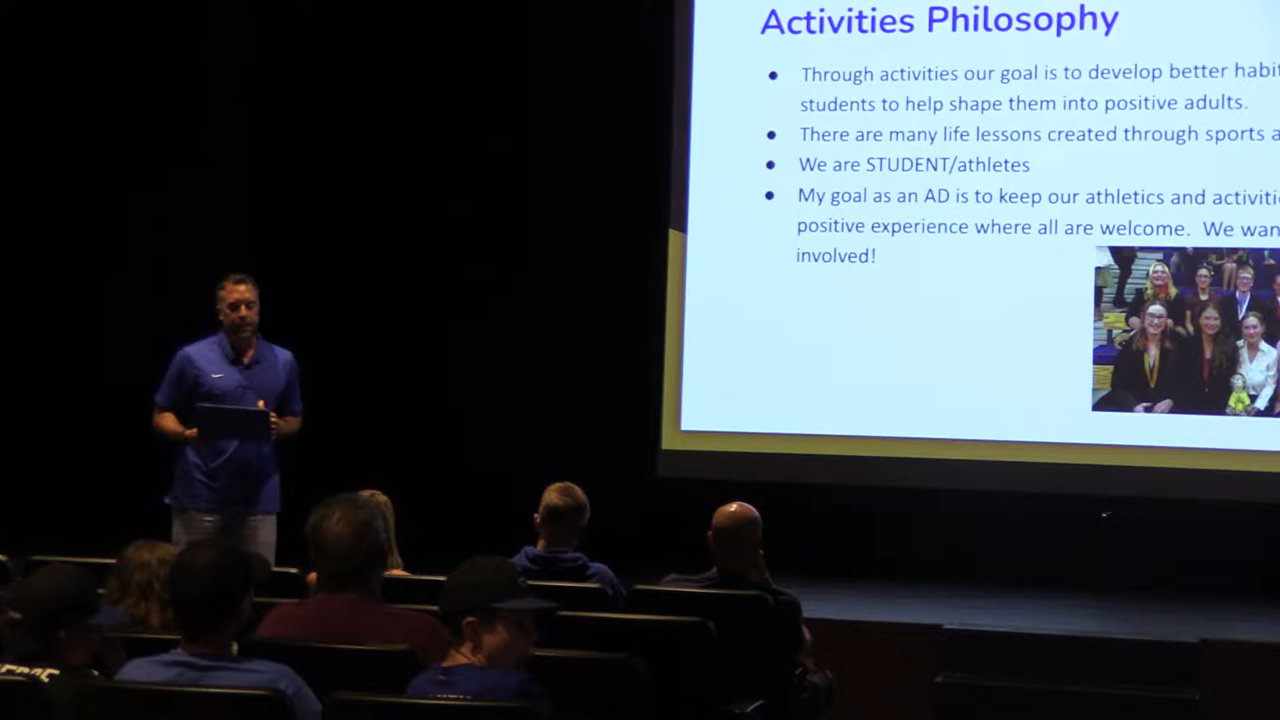 Activities Philosophy
Through activities our goal is to develop better habit
students to help shape them into positive adults.
There are many life lessons created through sports a
We are STUDENT/athletes
My goal as an AD is to keep our athletics and activiti
positive experience where all are welcome. We wan
involved!